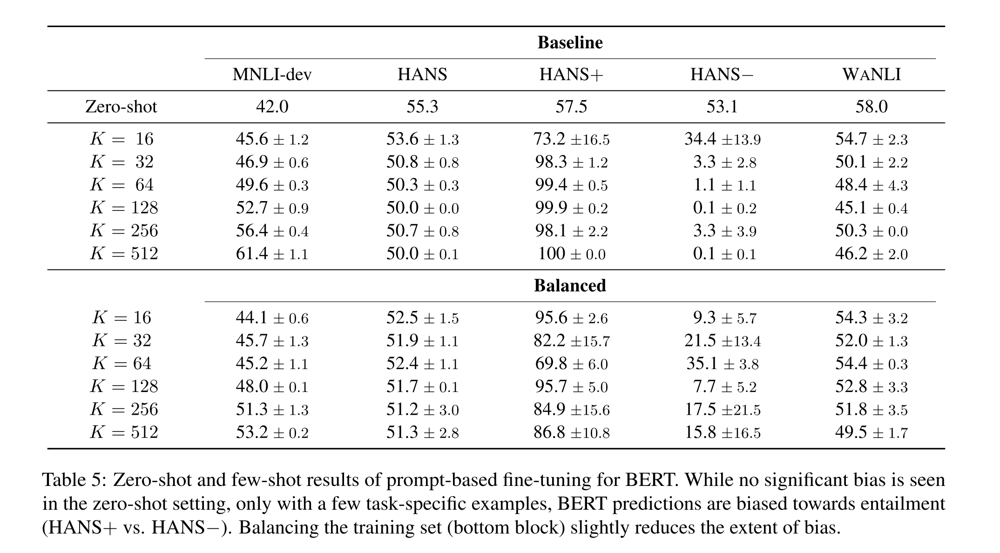 Baseline
MNLI-dev HANS HANS+ HANS− WANLI
Zero-shot 42.0 55.3 57.5 53.1 58.0
K = 16 45.6 ± 1.2 53.6 ± 1.3 73.2 ±16.5 34.4 ±13.9 54.7 ± 2.3
K = 32 46.9 ± 0.6 50.8 ± 0.8 98.3 ± 1.2 3.3 ± 2.8 50.1 ± 2.2
K = 64 49.6 ± 0.3 50.3 ± 0.3 99.4 ± 0.5 1.1 ± 1.1 48.4 ± 4.3
K = 128 52.7 ± 0.9 50.0 ± 0.0 99.9 ± 0.2 0.1 ± 0.2 45.1 ± 0.4
K = 256 56.4 ± 0.4 50.7 ± 0.8 98.1 ± 2.2 3.3 ± 3.9 50.3 ± 0.0
K = 512 61.4 ± 1.1 50.0 ± 0.1 100 ± 0.0 0.1 ± 0.1 46.2 ± 2.0
Balanced
K = 16 44.1 ± 0.6 52.5 ± 1.5 95.6 ± 2.6 9.3 ± 5.7 54.3 ± 3.2
K = 32 45.7 ± 1.3 51.9 ± 1.1 82.2 ±15.7 21.5 ±13.4 52.0 ± 1.3
K = 64 45.2 ± 1.1 52.4 ± 1.1 69.8 ± 6.0 35.1 ± 3.8 54.4 ± 0.3
K = 128 48.0 ± 0.1 51.7 ± 0.1 95.7 ± 5.0 7.7 ± 5.2 52.8 ± 3.3
K = 256 51.3 ± 1.3 51.2 ± 3.0 84.9 ±15.6 17.5 ±21.5 51.8 ± 3.5
K = 512 53.2 ± 0.2 51.3 ± 2.8 86.8 ±10.8 15.8 ±16.5 49.5 ± 1.7
Table 5: Zero-shot and few-shot results of prompt-based fine-tuning for BERT. While no significant bias is seen
in the zero-shot setting, only with a few task-specific examples, BERT predictions are biased towards entailment
(HANS+ vs. HANS−). Balancing the training set (bottom block) slightly reduces the extent of bias.